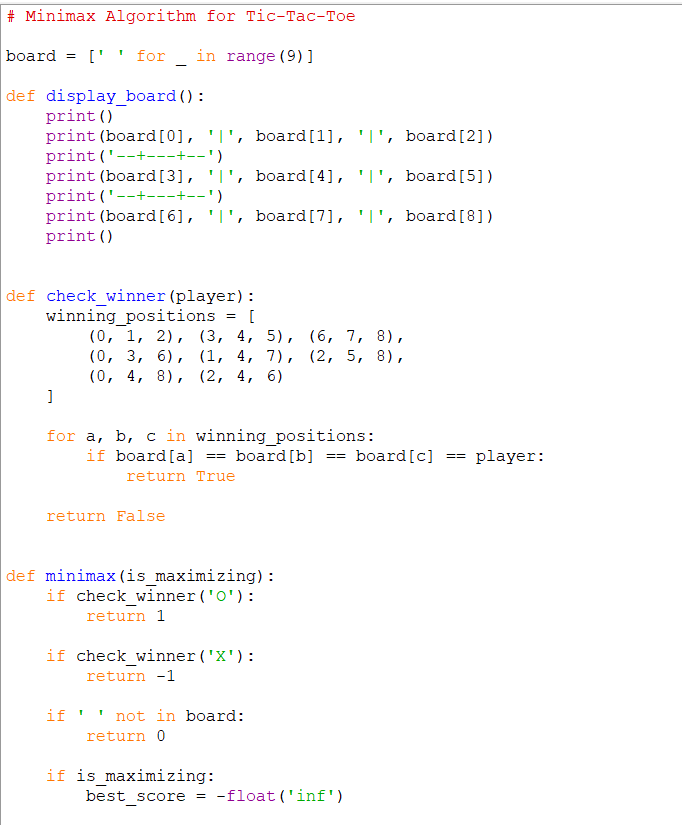 # Minimax Algorithm for Tic-Tac-Toe

board = [' ' for _ in range(9)]

def display_board():
    print()
    print(board[0], '|', board[1], '|', board[2])
    print('--+---+--')
    print(board[3], '|', board[4], '|', board[5])
    print('--+---+--')
    print(board[6], '|', board[7], '|', board[8])
    print()


def check_winner(player):
    winning_positions = [
        (0, 1, 2), (3, 4, 5), (6, 7, 8),
        (0, 3, 6), (1, 4, 7), (2, 5, 8),
        (0, 4, 8), (2, 4, 6)
    ]

    for a, b, c in winning_positions:
        if board[a] == board[b] == board[c] == player:
            return True

    return False


def minimax(is_maximizing):
    if check_winner('O'):
        return 1

    if check_winner('X'):
        return -1

    if ' ' not in board:
        return 0

    if is_maximizing:
        best_score = -float('inf')